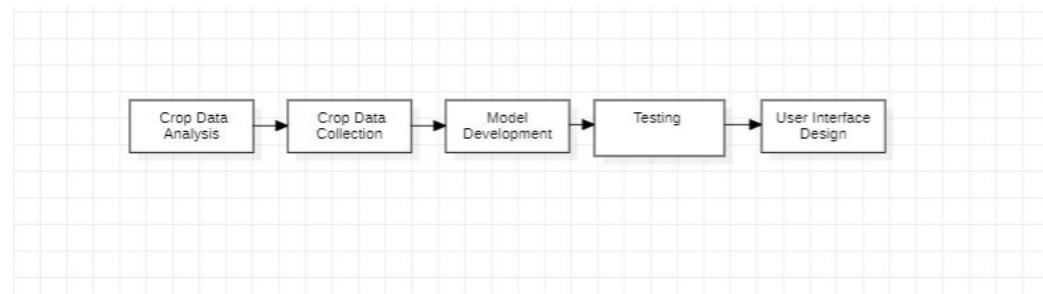 Crop Data
Analysis
Crop Data
Collection
Model
Development
Testing
User Interface
Design